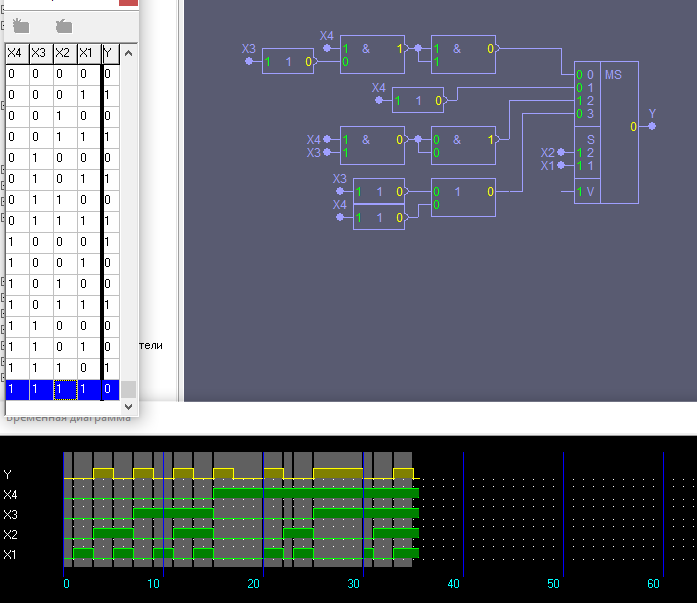 X4 X3 X2 X1 Y
0 0 0 0 0
0 0 0 1 1
0 0 1 0 0
0 0 1 1 1
0 1 0 0 0
0 1 0 1 1
0 1 1 0 0
0 1 1 1 1
1 0 0 0 1
1 0 0 1 0
1 0 1 0 0
1 0 1 1 1
1 1 0 0 0
1 1 0 1 0
1 1 1 0 1
1 1 1 1 0
тели
Временная диаграмма
X4
X3 1 & 1 1 & 0
1 1 0 0 1
0 0 MS
X4 0 1
1 1 0 1 2
0 3
Y
0
X4 1 & 0 0 & 1
X3 1 0
S
X2 1 2
X1 1 1
X3
1 1 0 0 1 0
X4 0
1 1 0
1 V
Y
X4
X3
X2
X1
0 10 20 30 40 50 60